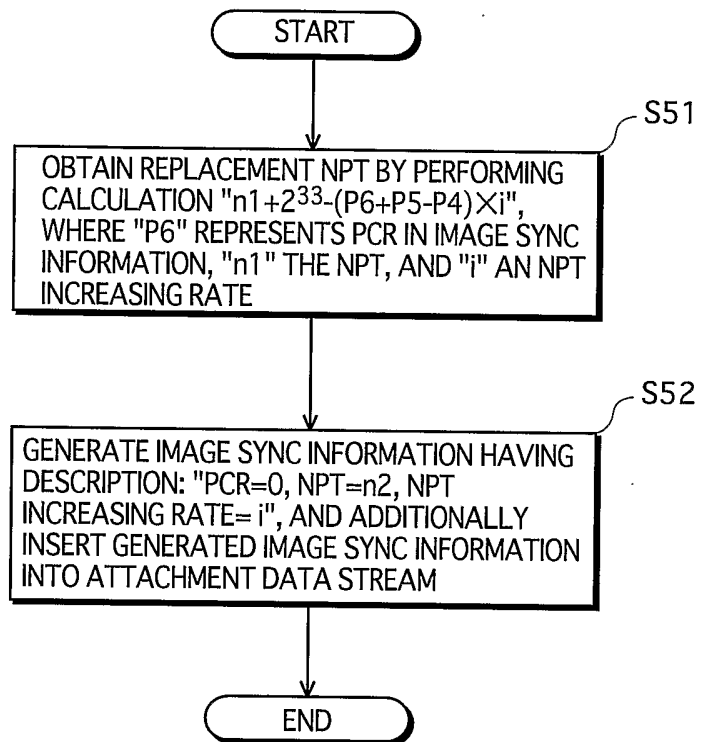 START
S51
OBTAIN REPLACEMENT NPT BY PERFORMING
CALCULATION "n1+2³³-(P6+P5-P4)×i",
WHERE "P6" REPRESENTS PCR IN IMAGE SYNC
INFORMATION, "n1" THE NPT, AND "i" AN NPT
INCREASING RATE
S52
GENERATE IMAGE SYNC INFORMATION HAVING
DESCRIPTION: "PCR=0, NPT=n2, NPT
INCREASING RATE= i", AND ADDITIONALLY
INSERT GENERATED IMAGE SYNC INFORMATION
INTO ATTACHMENT DATA STREAM
END